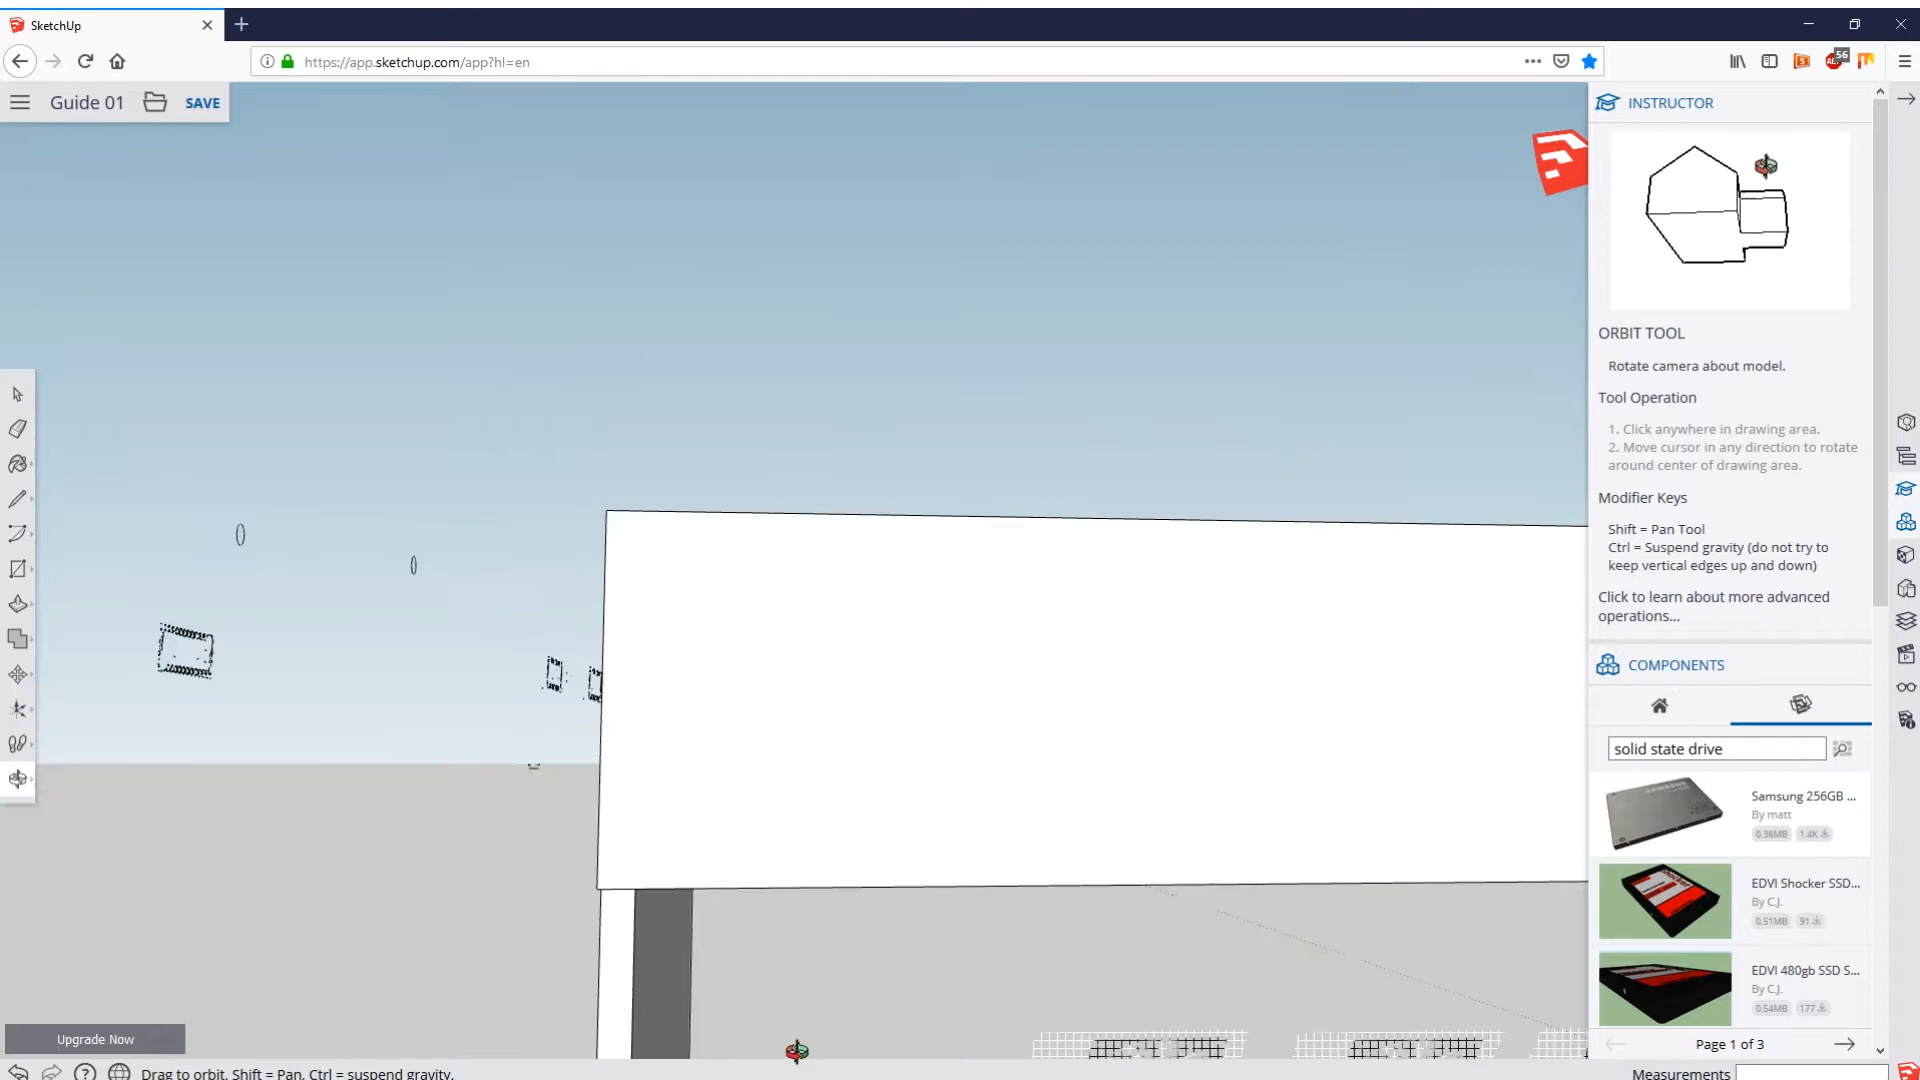 SketchUp
https://app.sketchup.com/app?hl=en
56
Guide 01
SAVE
INSTRUCTOR
ORBIT TOOL
Rotate camera about model.
Tool Operation
1. Click anywhere in drawing area.
2. Move cursor in any direction to rotate
around center of drawing area.
Modifier Keys
Shift = Pan Tool
Ctrl = Suspend gravity (do not try to
keep vertical edges up and down)
Click to learn about more advanced
operations...
COMPONENTS
solid state drive
SAMSUNG
Samsung 256GB ...
By matt
0.36MB
1.4K
EDVI Shocker SSD...
By C.J.
0.51MB
91
EDVI 480gb SSD S...
By C.J.
0.54MB
177
Page 1 of 3
Upgrade Now
Drag to orbit. Shift = Pan, Ctrl = suspend gravity.
Measurements